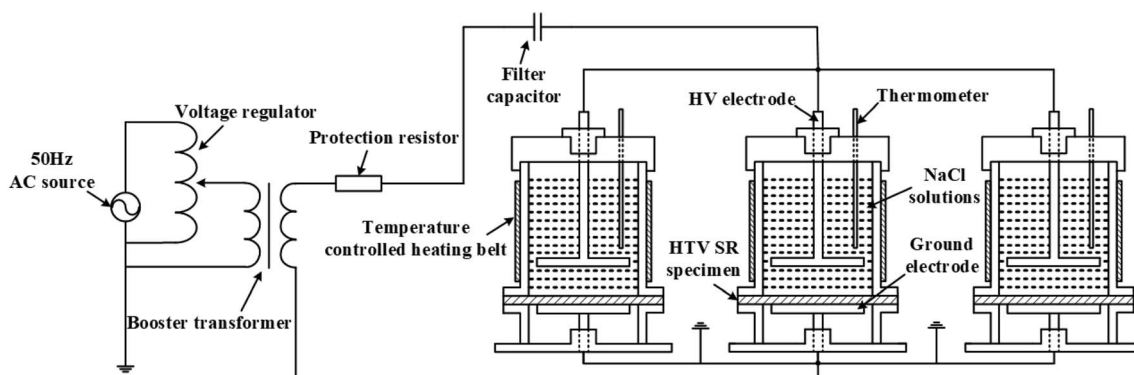 Filter
capacitor
Voltage regulator
HV electrode
Thermometer
Protection resistor
50Hz
AC source
NaCl
solutions
Temperature
controlled heating belt
HTV SR
specimen
Ground
electrode
Booster transformer